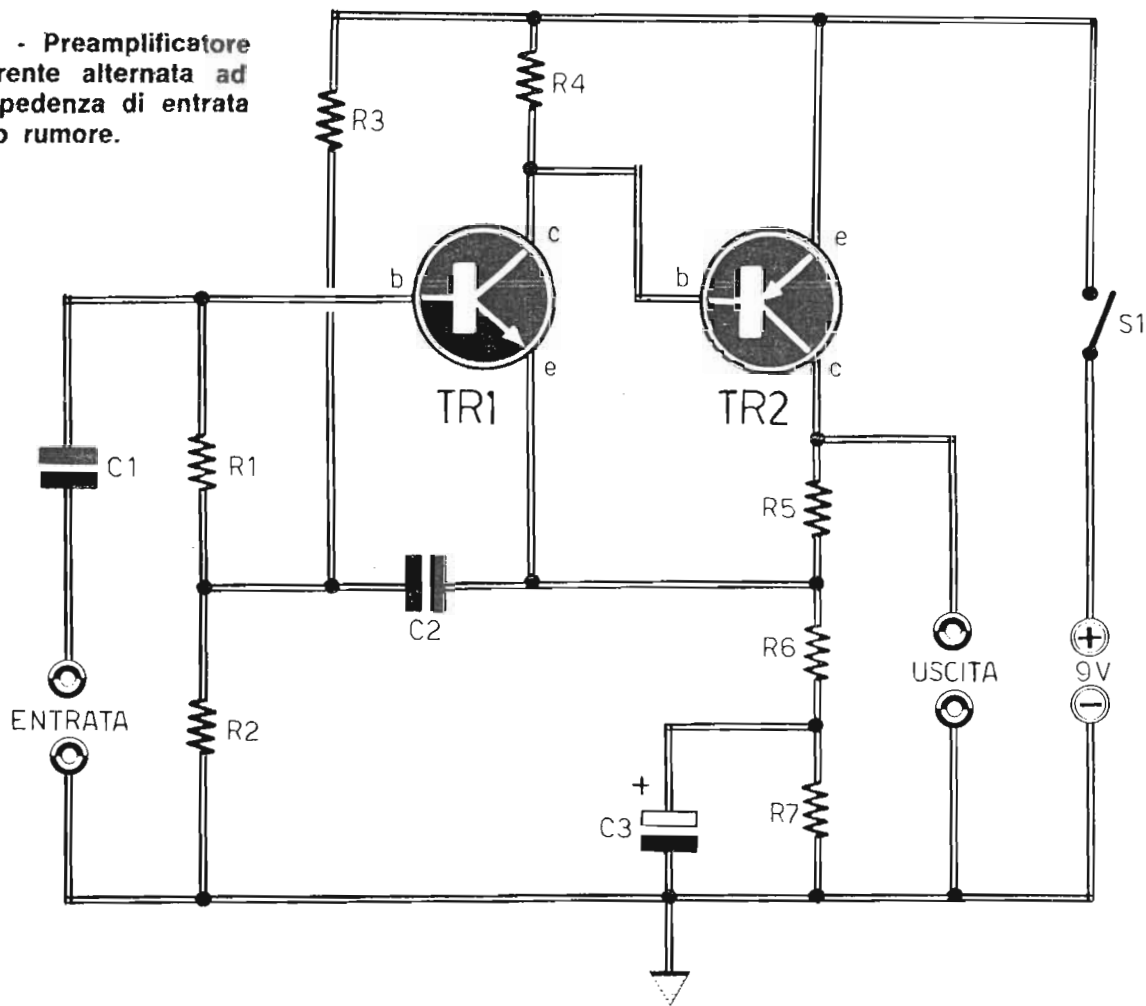 - Preamplificatore
rente alternata ad
pedenza di entrata
o rumore.
R3
R4
c
b
e
TR1
e
b
c
TR2
S1
C1
R1
R5
C2
R6
USCITA
+
9V
−
ENTRATA
R2
+
C3
R7